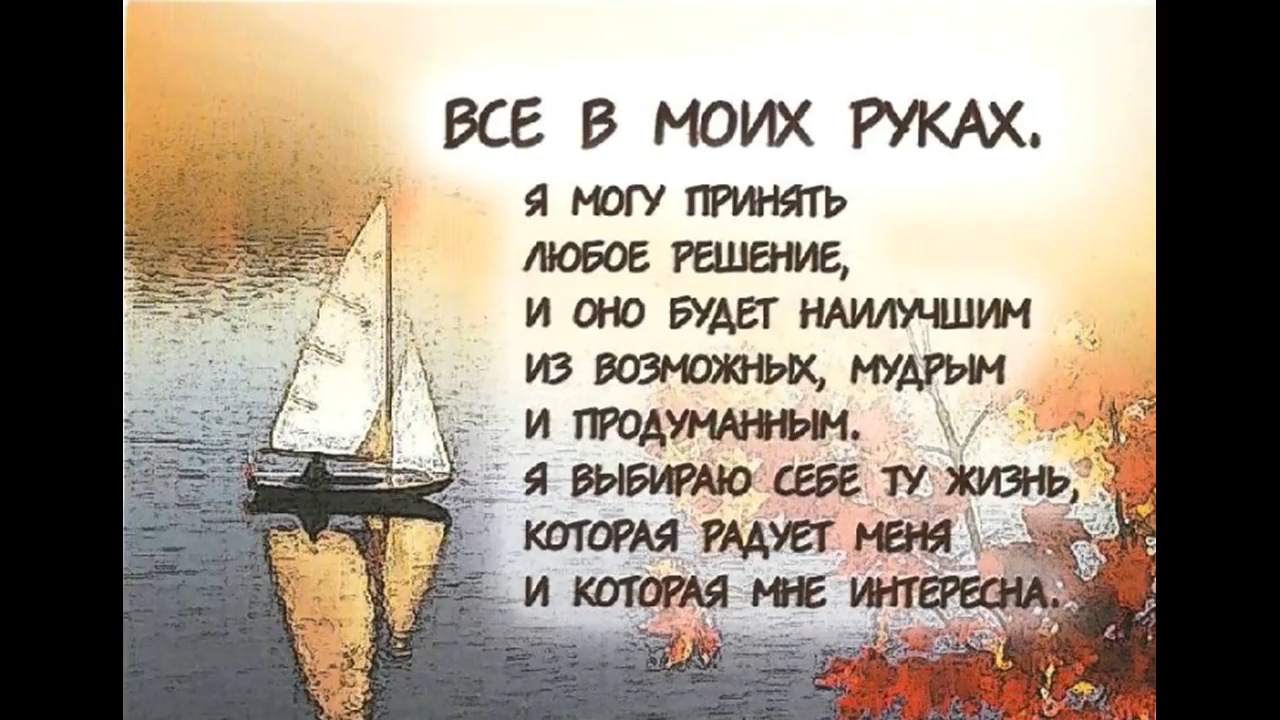 ВСЕ В МОИХ РУКАХ.
Я МОГУ ПРИНЯТЬ
ЛЮБОЕ РЕШЕНИЕ,
И ОНО БУДЕТ НАИЛУЧШИМ
ИЗ ВОЗМОЖНЫХ, МУДРЫМ
И ПРОДУМАННЫМ.
Я ВЫБИРАЮ СЕБЕ ТУ ЖИЗНЬ,
КОТОРАЯ РАДУЕТ МЕНЯ
И КОТОРАЯ МНЕ ИНТЕРЕСНА.